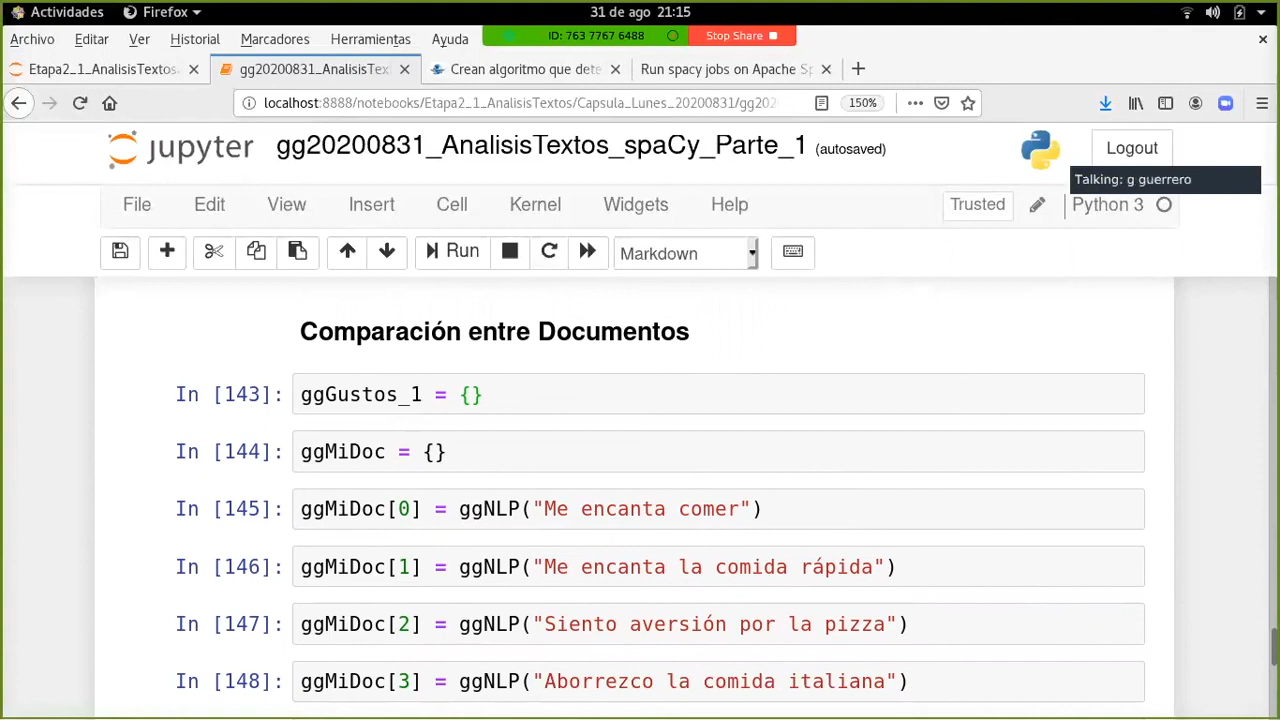 Actividades Firefox 31 de ago 21:15
Archivo Editar Ver Historial Marcadores Herramientas Ayuda ID: 763 7767 6488 Stop Share
Etapa2_1_AnalisisTextos gg20200831_AnalisisTex Crean algoritmo que dete Run spacy jobs on Apache Sp
localhost:8888/notebooks/Etapa2_1_AnalisisTextos/Capsula_Lunes_20200831/gg202 150%
jupyter gg20200831_AnalisisTextos_spaCy_Parte_1 (autosaved) Logout
Talking: g guerrero
File Edit View Insert Cell Kernel Widgets Help Trusted Python 3
Run Markdown
Comparación entre Documentos
In [143]: ggGustos_1 = {}
In [144]: ggMiDoc = {}
In [145]: ggMiDoc[0] = ggNLP("Me encanta comer")
In [146]: ggMiDoc[1] = ggNLP("Me encanta la comida rápida")
In [147]: ggMiDoc[2] = ggNLP("Siento aversión por la pizza")
In [148]: ggMiDoc[3] = ggNLP("Aborrezco la comida italiana")